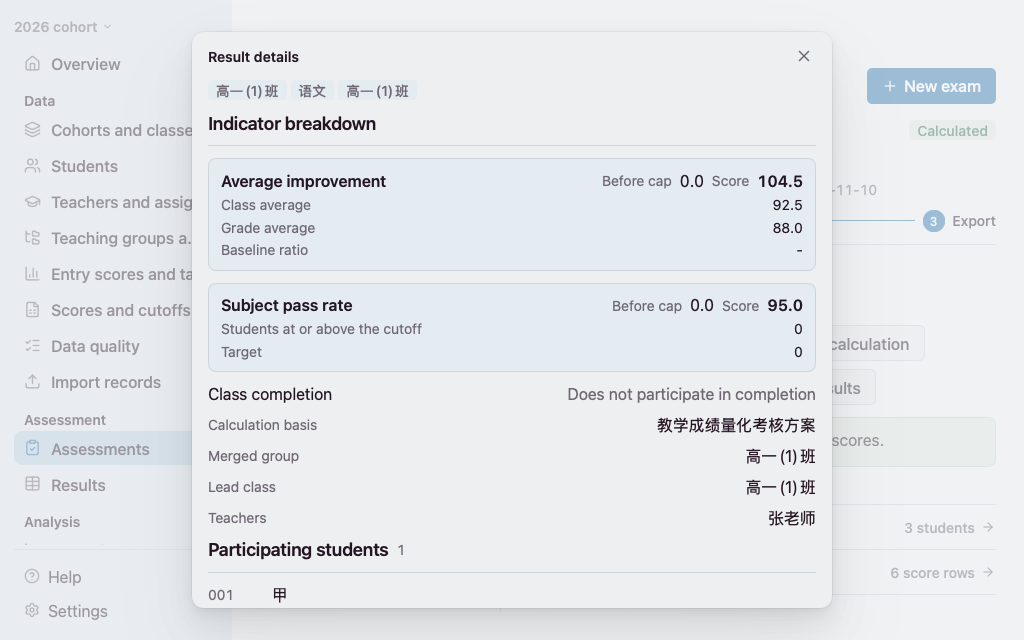 2026 cohort
Overview
Data
Cohorts and classe
Students
Teachers and assig
Teaching groups a.
Entry scores and ta
Scores and cutoffs
Data quality
Import records
Assessment
Assessments
Results
Analysis
Help
Settings
Result details
高一 (1) 班 语文 高一 (1) 班
Indicator breakdown
Average improvement Before cap 0.0 Score 104.5
Class average 92.5
Grade average 88.0
Baseline ratio -
Subject pass rate Before cap 0.0 Score 95.0
Students at or above the cutoff 0
Target 0
Class completion Does not participate in completion
Calculation basis 教学成绩量化考核方案
Merged group 高一 (1) 班
Lead class 高一 (1) 班
Teachers 张老师
Participating students 1
001 甲
+ New exam
Calculated
-11-10
3 Export
calculation
ults
scores.
3 students →
6 score rows →